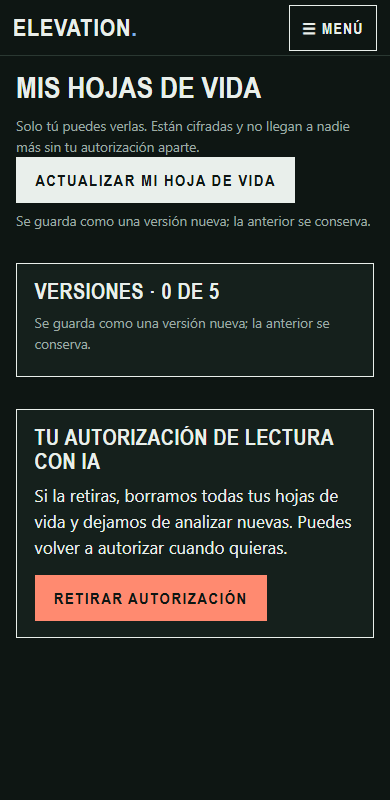 ELEVATION.
☰ MENÚ
MIS HOJAS DE VIDA
Solo tú puedes verlas. Están cifradas y no llegan a nadie
más sin tu autorización aparte.
ACTUALIZAR MI HOJA DE VIDA
Se guarda como una versión nueva; la anterior se conserva.
VERSIONES · 0 DE 5
Se guarda como una versión nueva; la anterior se
conserva.
TU AUTORIZACIÓN DE LECTURA
CON IA
Si la retiras, borramos todas tus hojas de
vida y dejamos de analizar nuevas. Puedes
volver a autorizar cuando quieras.
RETIRAR AUTORIZACIÓN